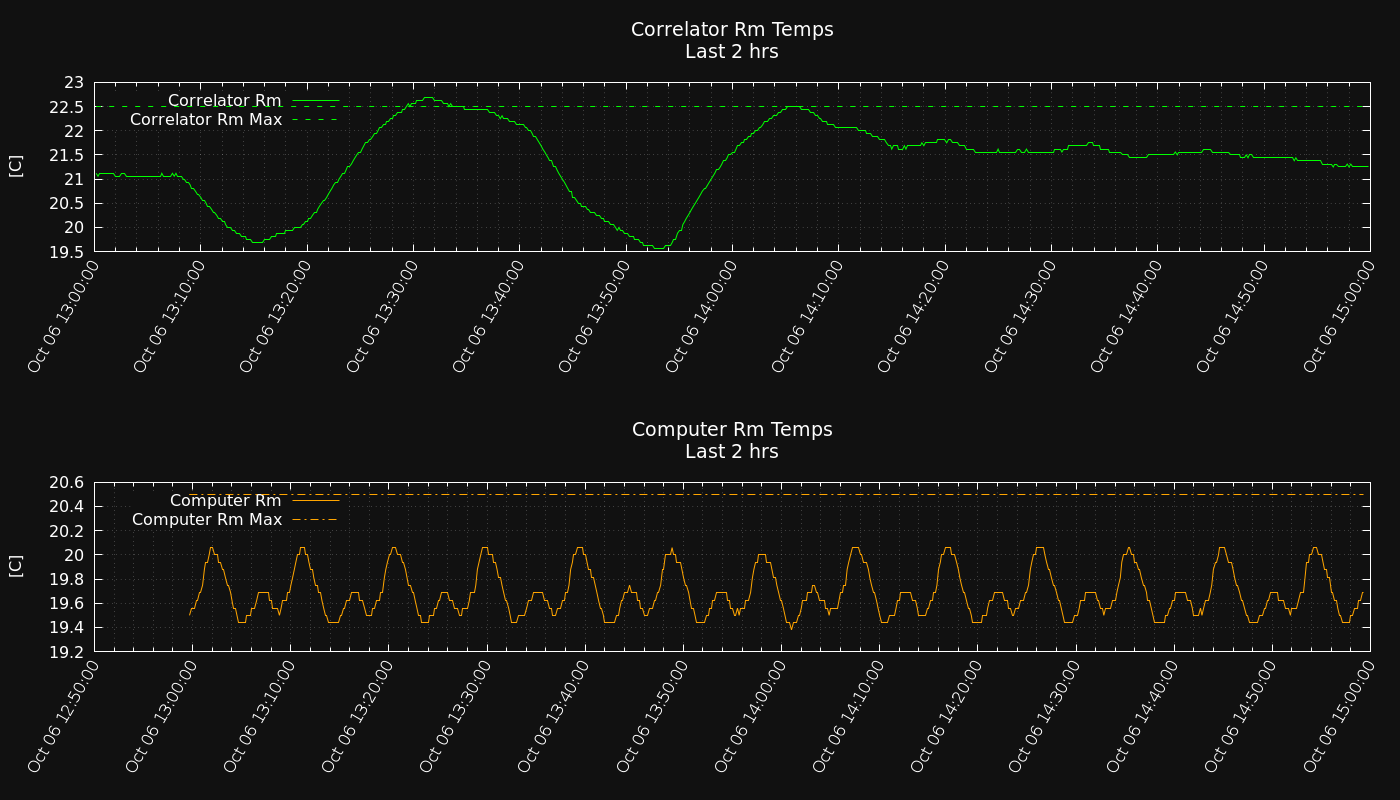 Correlator Rm Temps
Last 2 hrs
23
22.5
22
21.5
21
20.5
20
19.5
[C]
Correlator Rm
Correlator Rm Max
Oct 06 13:00:00
Oct 06 13:10:00
Oct 06 13:20:00
Oct 06 13:30:00
Oct 06 13:40:00
Oct 06 13:50:00
Oct 06 14:00:00
Oct 06 14:10:00
Oct 06 14:20:00
Oct 06 14:30:00
Oct 06 14:40:00
Oct 06 14:50:00
Oct 06 15:00:00
Computer Rm Temps
Last 2 hrs
20.6
20.4
20.2
20
19.8
19.6
19.4
19.2
[C]
Computer Rm
Computer Rm Max
Oct 06 12:50:00
Oct 06 13:00:00
Oct 06 13:10:00
Oct 06 13:20:00
Oct 06 13:30:00
Oct 06 13:40:00
Oct 06 13:50:00
Oct 06 14:00:00
Oct 06 14:10:00
Oct 06 14:20:00
Oct 06 14:30:00
Oct 06 14:40:00
Oct 06 14:50:00
Oct 06 15:00:00